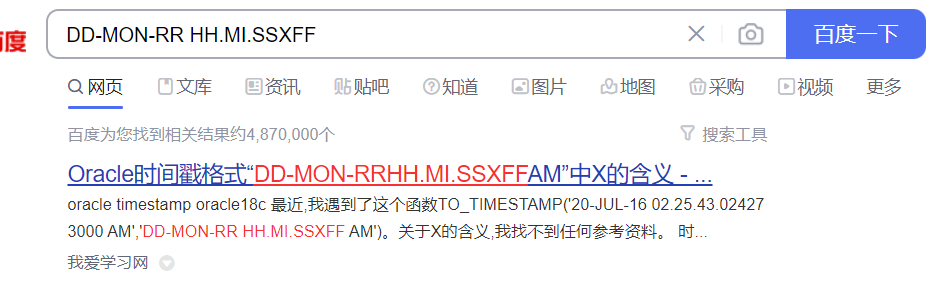 百度
DD-MON-RR HH.MI.SSXFF
百度一下
网页 文库 资讯 贴吧 知道 图片 地图 采购 视频 更多
百度为您找到相关结果约4,870,000个 搜索工具
Oracle时间戳格式“DD-MON-RRHH.MI.SSXFFAM”中X的含义 - ...
oracle timestamp oracle18c 最近,我遇到了这个函数TO_TIMESTAMP('20-JUL-16 02.25.43.02427
3000 AM','DD-MON-RR HH.MI.SSXFF AM')。关于X的含义,我找不到任何参考资料。 时...
我爱学习网